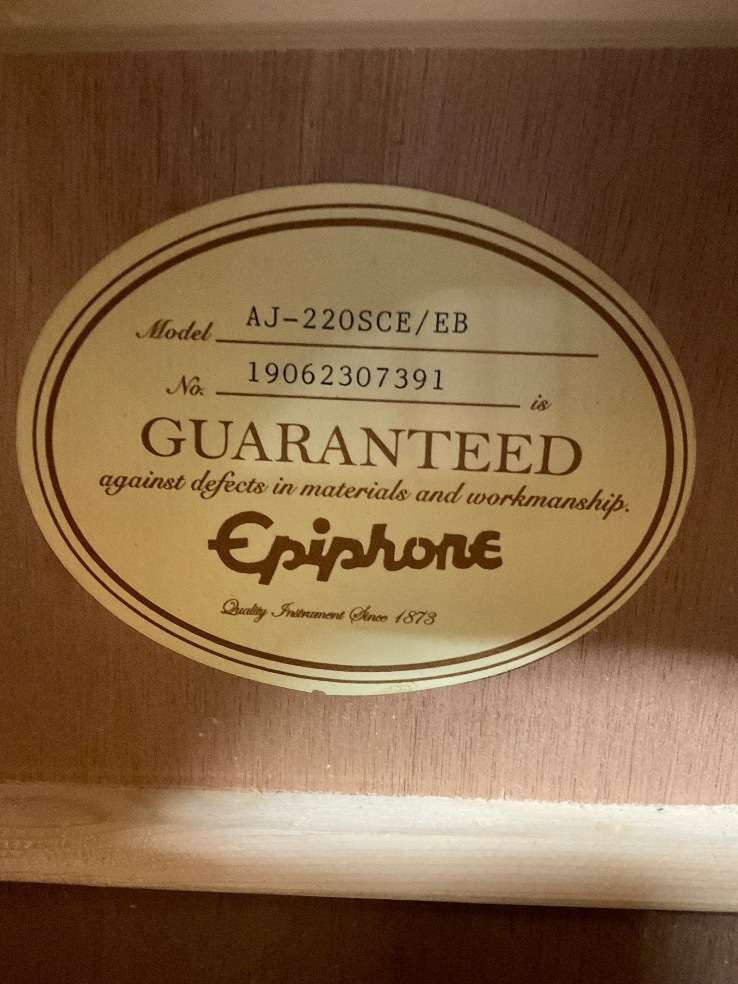 Model AJ-220SCE/EB
No. 19062307391 is
GUARANTEED
against defects in materials and workmanship.
Epiphone
Quality Instrument Since 1873